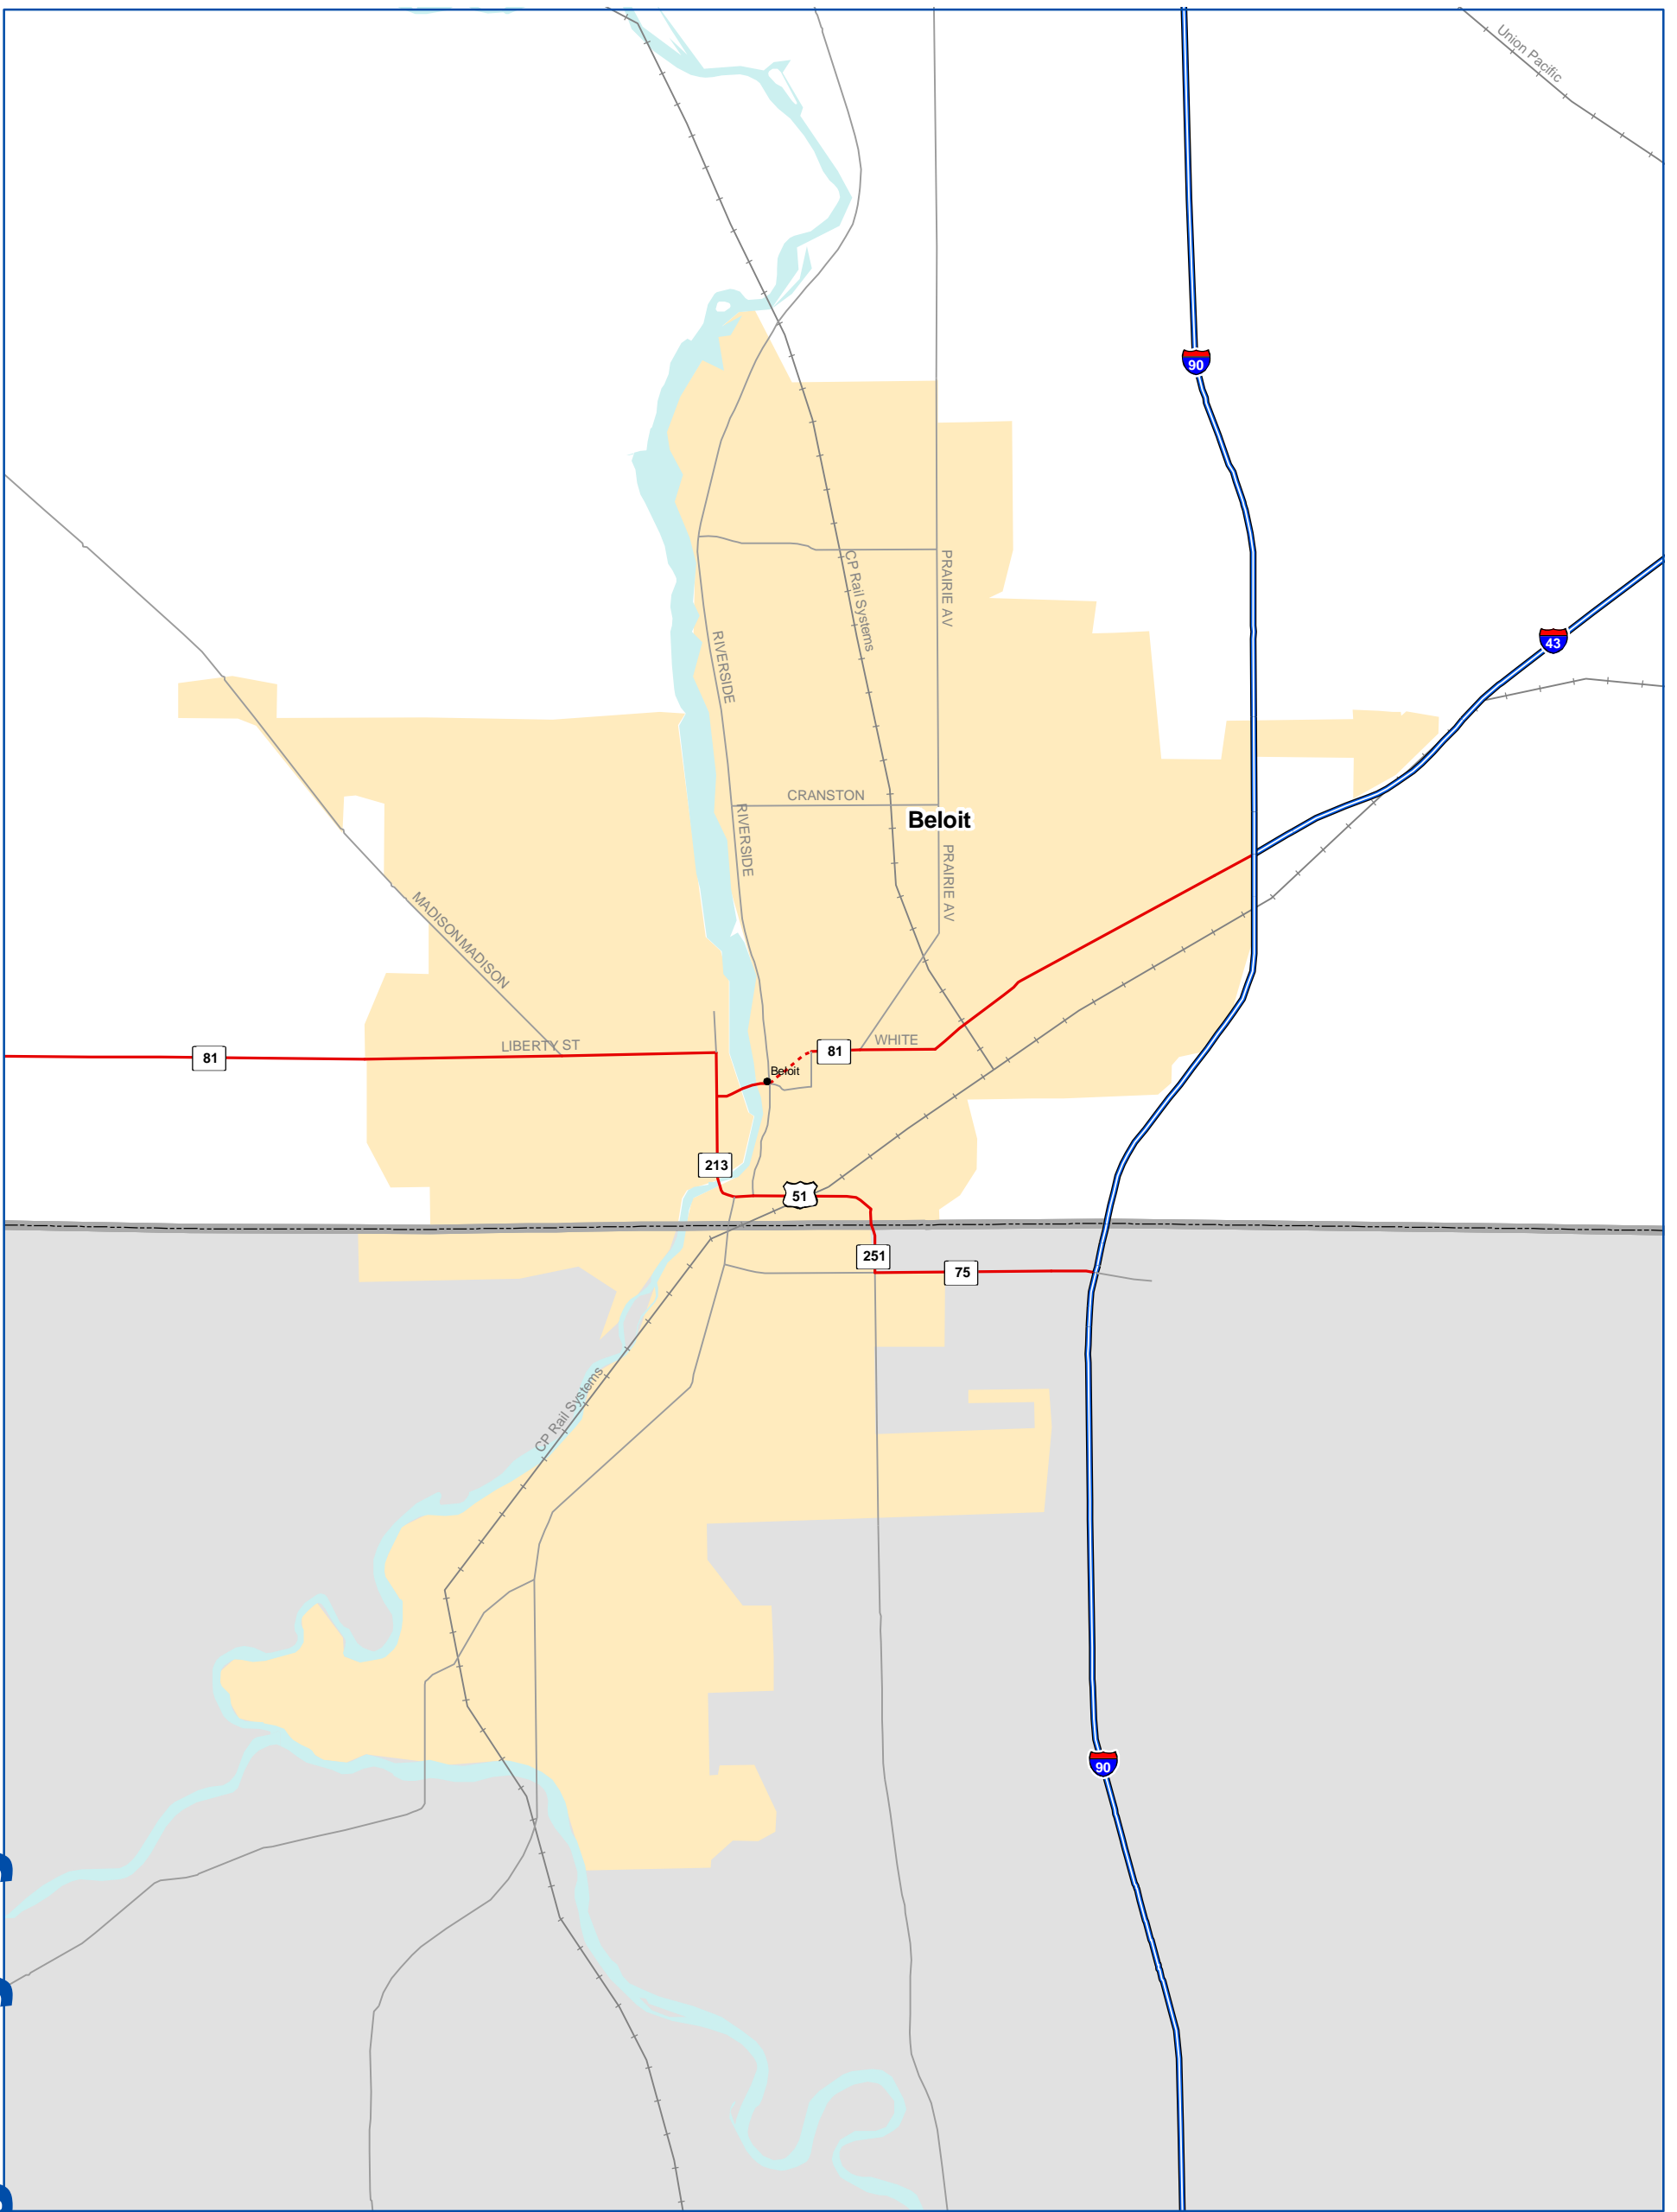 Union Pacific
90
43
CP Rail Systems
PRAIRIE AV
RIVERSIDE
CRANSTON
RIVERSIDE
Beloit
PRAIRIE AV
MADISON
MADISON
LIBERTY ST
WHITE
81
81
Beloit
213
51
251
75
CP Rail Systems
90